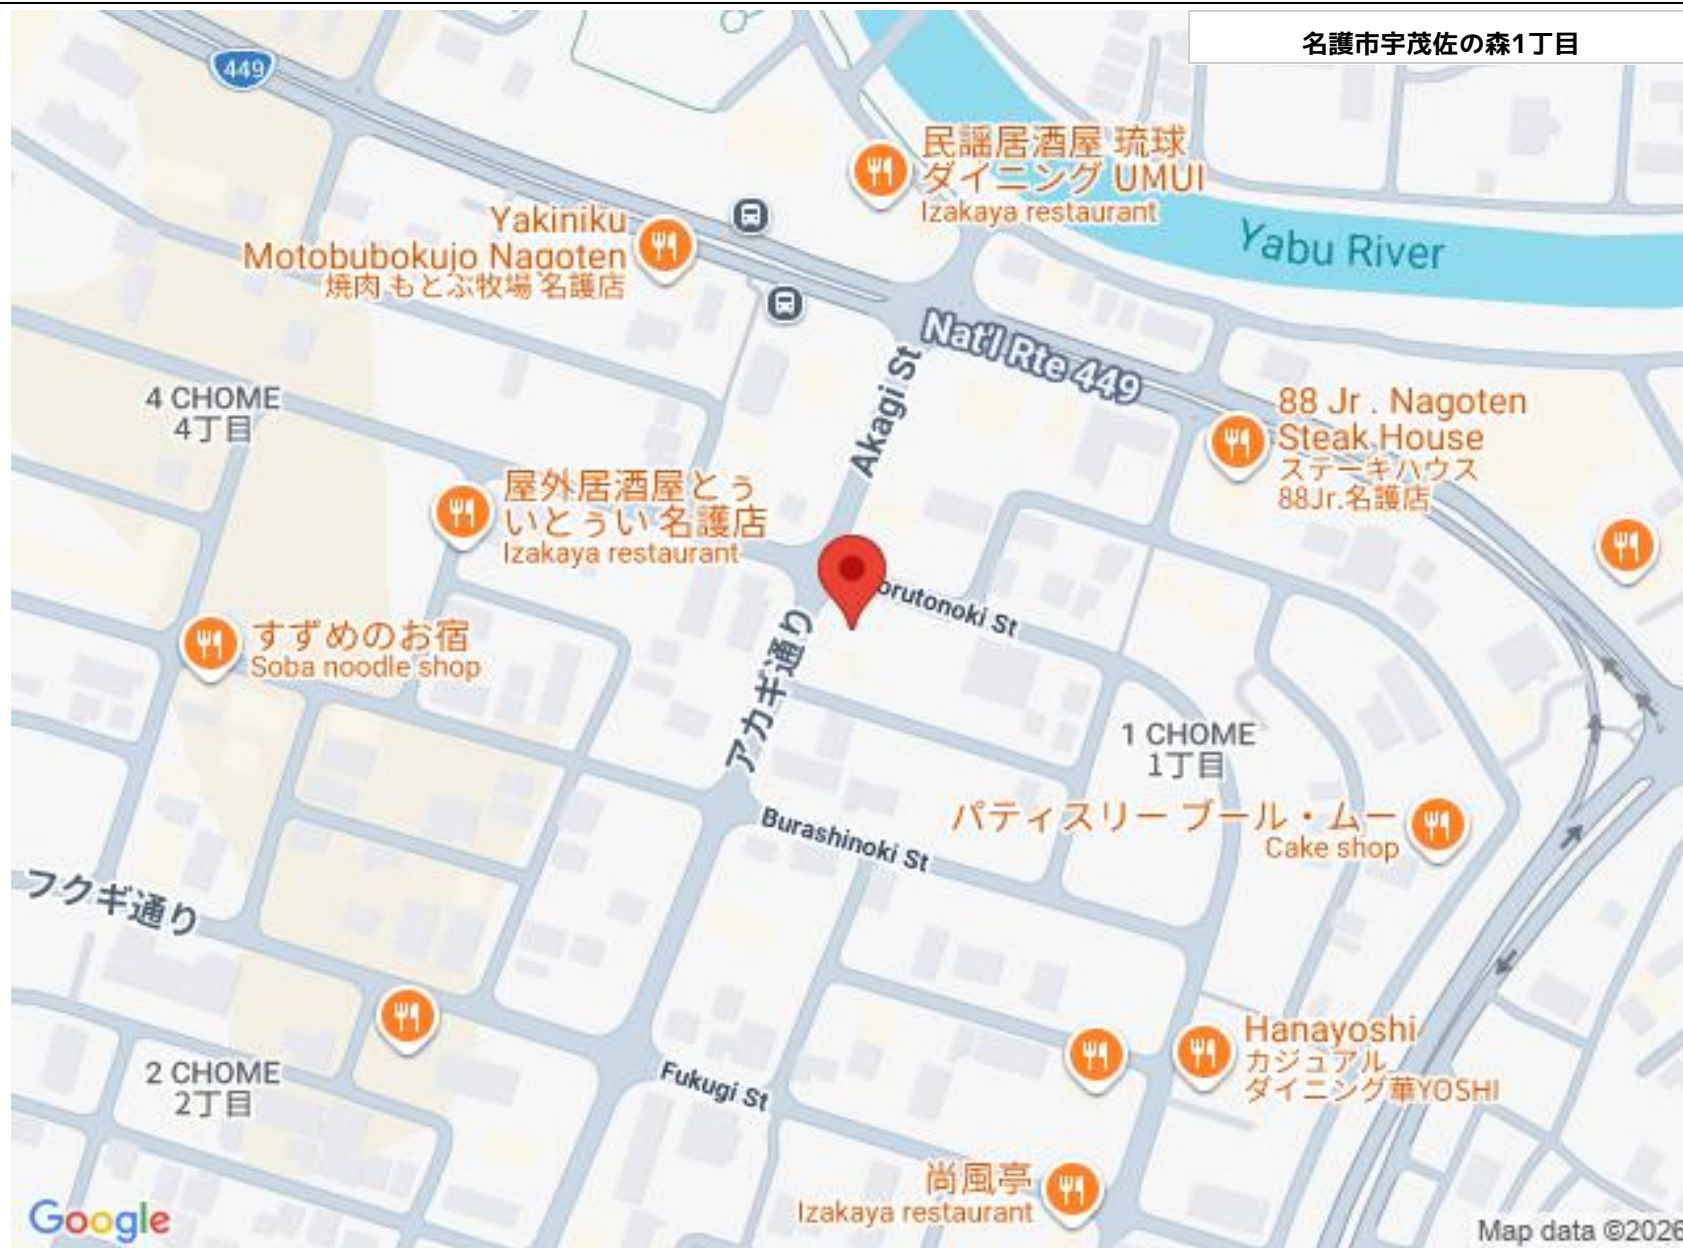 名護市宇茂佐の森1丁目
449
民謡居酒屋 琉球
ダイニング UMUI
Izakaya restaurant
Yakiniku
Motobubokujo Nagoten
焼肉 もとぶ牧場 名護店
Yabu River
Nat'l Rte 449
Akagi St
4 CHOME
4丁目
88 Jr . Nagoten
Steak House
ステーキハウス
88Jr.名護店
屋外居酒屋とぅ
いとぅい 名護店
Izakaya restaurant
orutonoki St
すずめのお宿
Soba noodle shop
アカギ通り
1 CHOME
1丁目
パティスリー ブール・ムー
Cake shop
Burashinoki St
フクギ通り
Hanayoshi
カジュアル
ダイニング華YOSHI
2 CHOME
2丁目
Fukugi St
尚風亭
Izakaya restaurant
Google
Map data ©2026